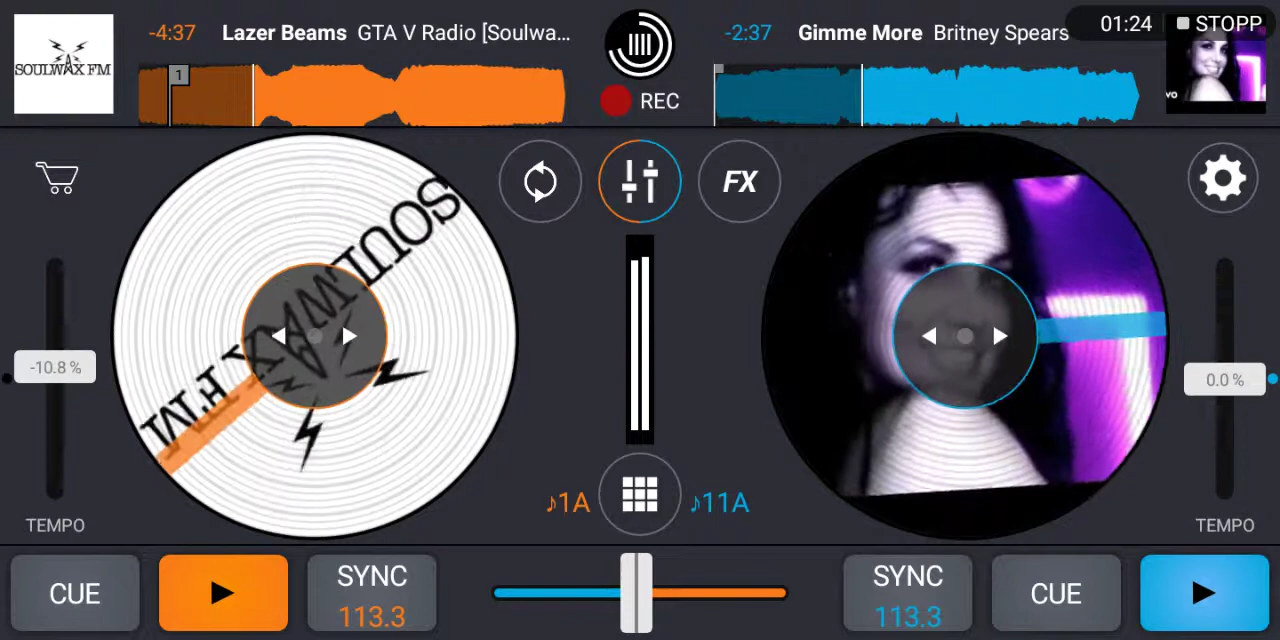 -4:37 Lazer Beams GTA V Radio [Soulwa...
-2:37 Gimme More Britney Spears
01:24 STOPP
SOULWAX FM
1
REC
vo
FX
SOULWAX FM
-10.8 %
0.0 %
♪1A
♪11A
TEMPO
TEMPO
CUE
SYNC
113.3
SYNC
113.3
CUE